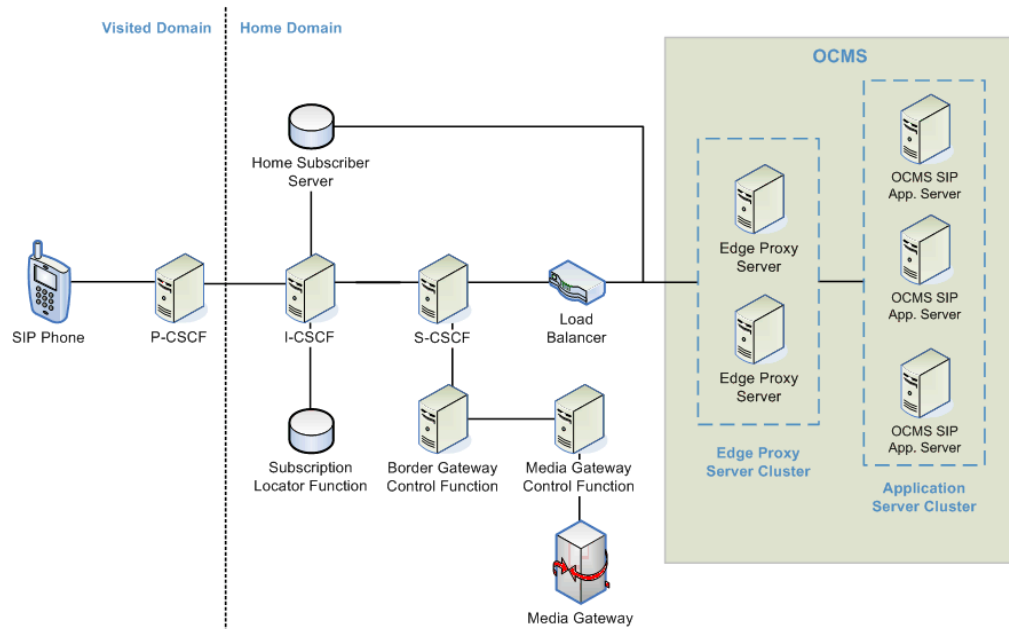 Visited Domain
Home Domain
OCMS
Home Subscriber
Server
OCMS SIP
App. Server
Edge Proxy
Server
SIP Phone
P-CSCF
I-CSCF
S-CSCF
Load
Balancer
OCMS SIP
App. Server
Edge Proxy
Server
OCMS SIP
App. Server
Subscription
Locator Function
Border Gateway
Control Function
Media Gateway
Control Function
Edge Proxy
Server Cluster
Application
Server Cluster
Media Gateway